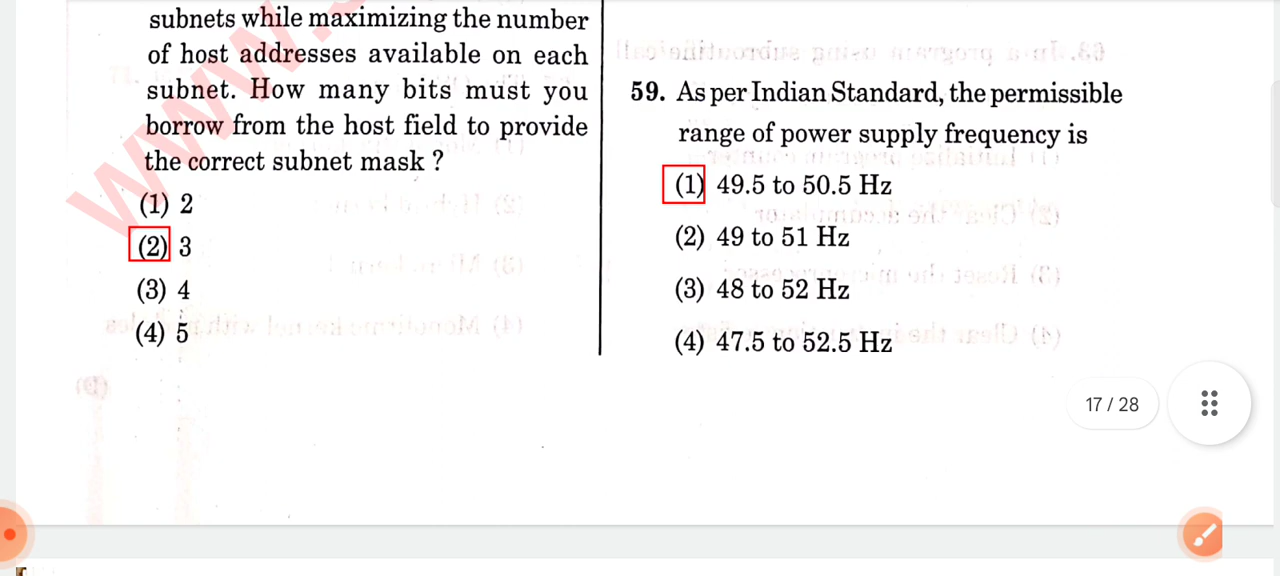 subnets while maximizing the number
of host addresses available on each
subnet. How many bits must you
borrow from the host field to provide
the correct subnet mask ?
(1) 2
(2) 3
(3) 4
(4) 5
59. As per Indian Standard, the permissible
range of power supply frequency is
(1) 49.5 to 50.5 Hz
(2) 49 to 51 Hz
(3) 48 to 52 Hz
(4) 47.5 to 52.5 Hz
17 / 28
www.